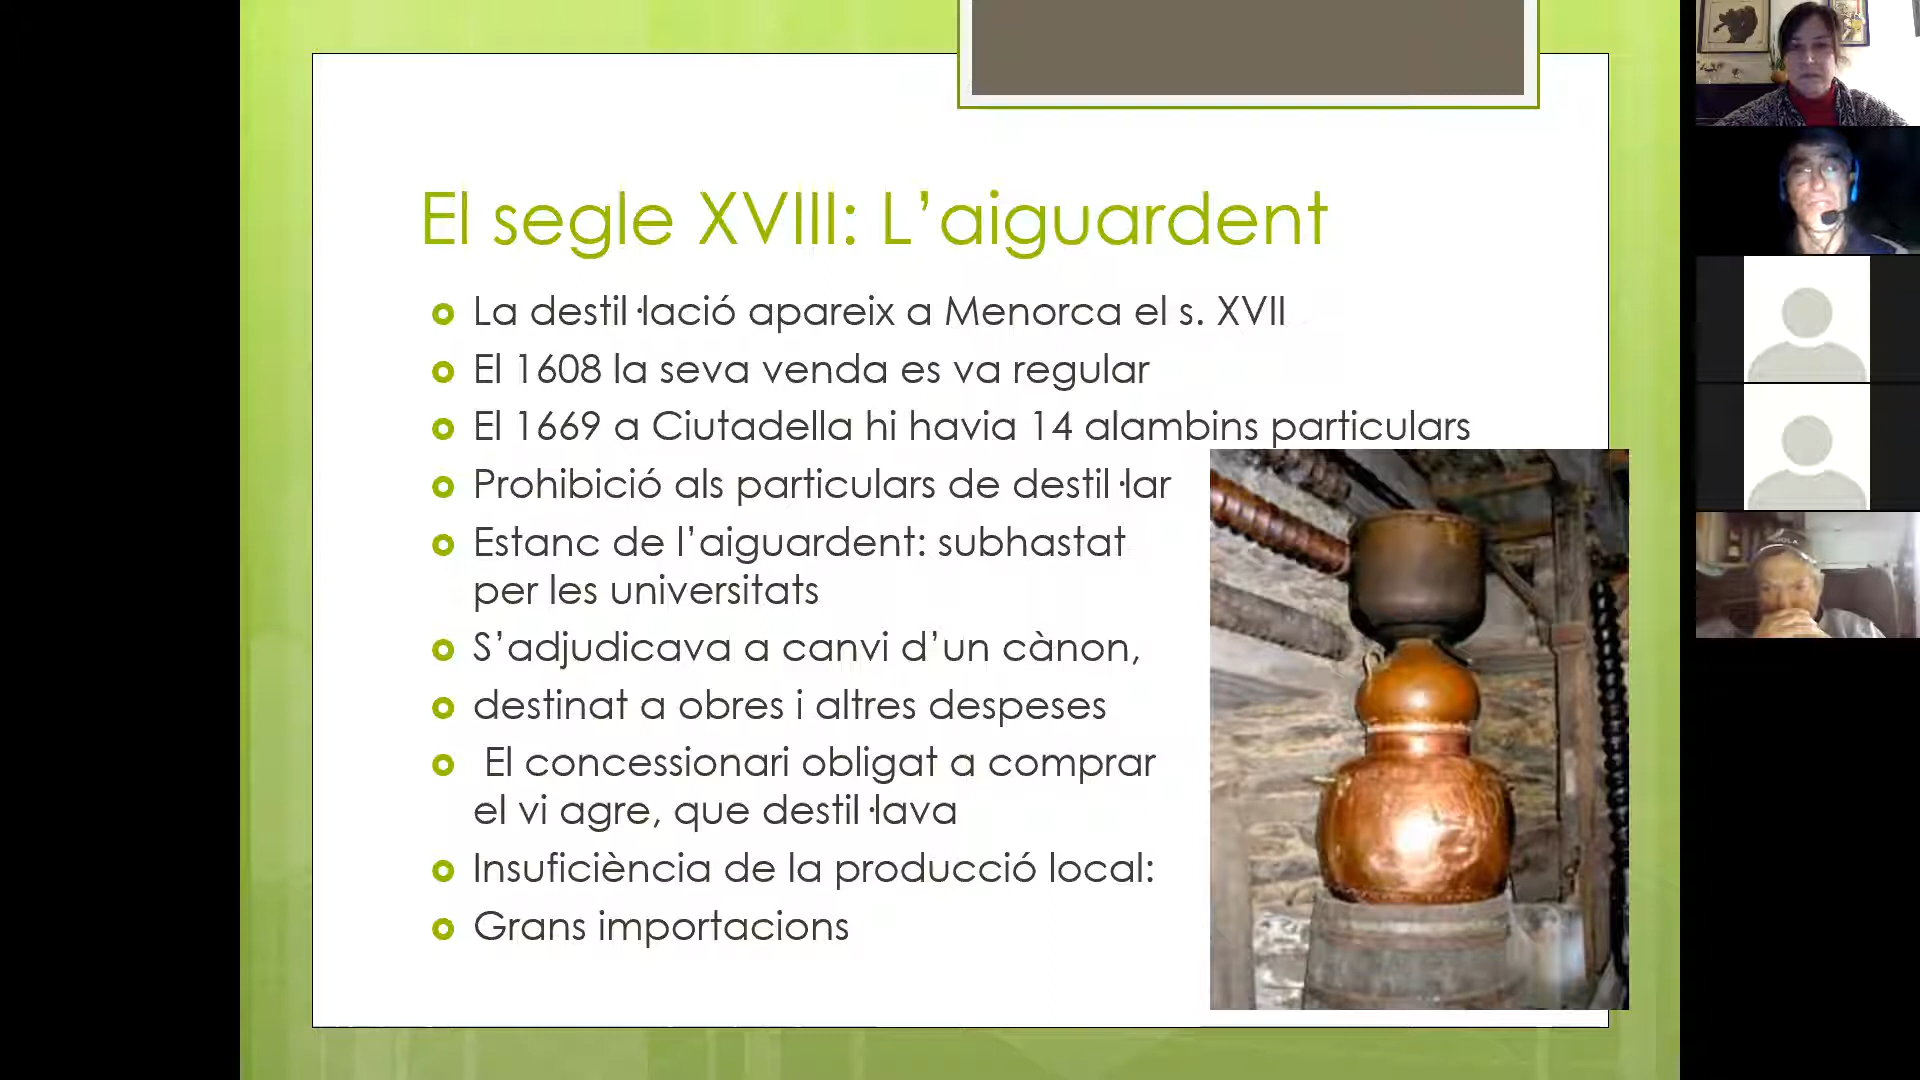 El segle XVIII: L’aiguardent
La destil·lació apareix a Menorca el s. XVII
El 1608 la seva venda es va regular
El 1669 a Ciutadella hi havia 14 alambins particulars
Prohibició als particulars de destil·lar
Estanc de l’aiguardent: subhastat
per les universitats
S’adjudicava a canvi d’un cànon,
destinat a obres i altres despeses
El concessionari obligat a comprar
el vi agre, que destil·lava
Insuficiència de la producció local:
Grans importacions